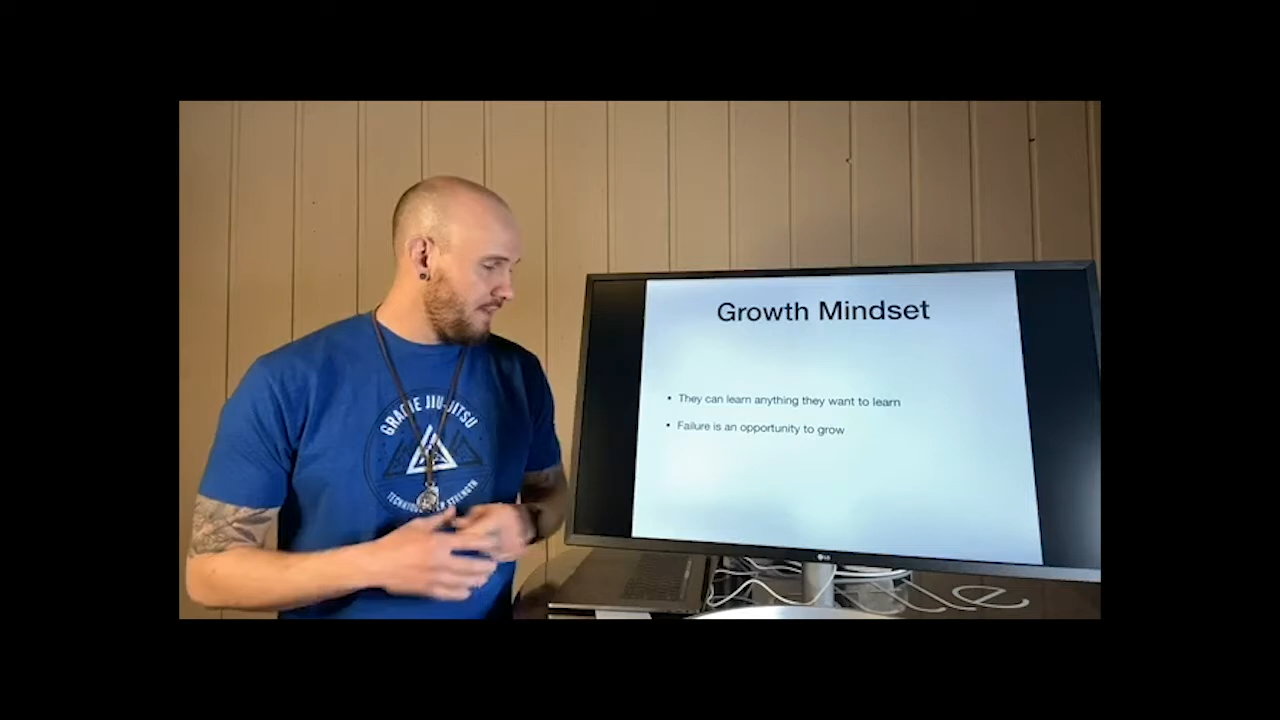 GRACIE JIU-JITSU
STRENGTH
Growth Mindset
• They can learn anything they want to learn
• Failure is an opportunity to grow
LG